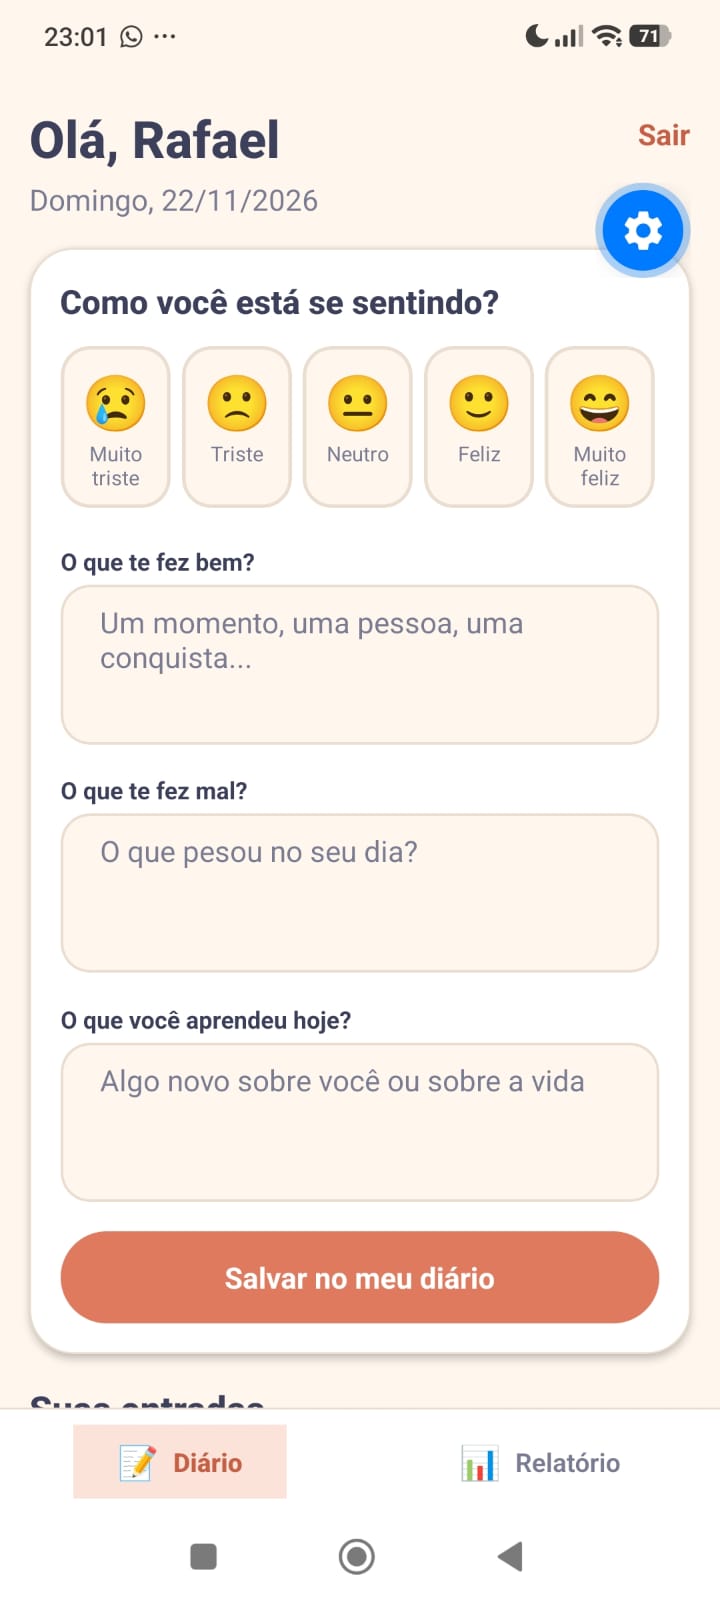 23:01
71
Olá, Rafael
Sair
Domingo, 22/11/2026
Como você está se sentindo?
Muito triste
Triste
Neutro
Feliz
Muito feliz
O que te fez bem?
Um momento, uma pessoa, uma
conquista...
O que te fez mal?
O que pesou no seu dia?
O que você aprendeu hoje?
Algo novo sobre você ou sobre a vida
Salvar no meu diário
Suas entradas
Diário
Relatório